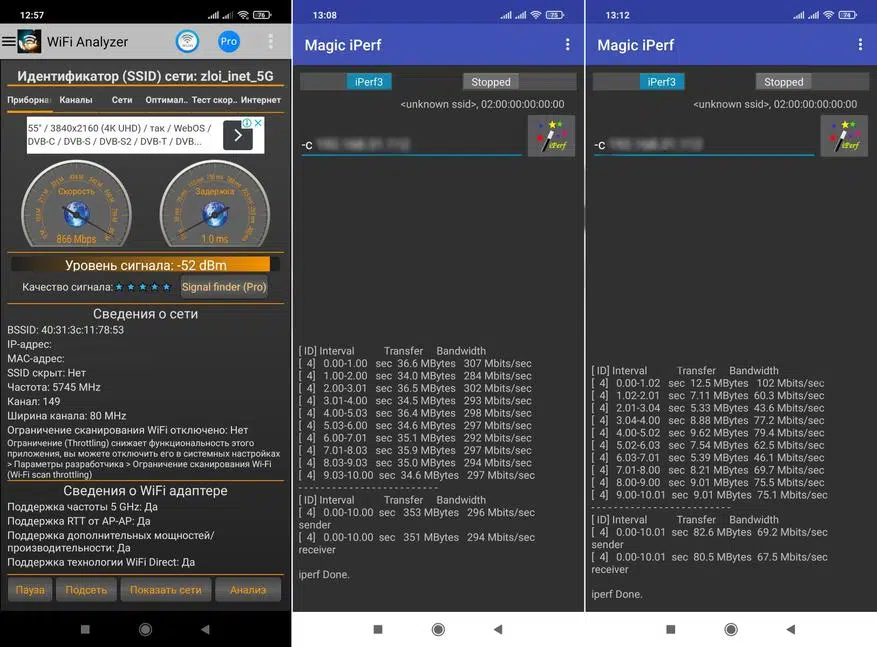 12:57
76
WiFi Analyzer
Pro
Идентификатор (SSID) сети: zloi_inet_5G
Приборна
Каналы
Сети
Оптимал..
Тест скор..
Интернет
55" / 3840x2160 (4K UHD) / так / WebOS /
DVB-C / DVB-S / DVB-S2 / DVB-T / DVB...
Скорость
866 Mbps
Задержка
1.0 ms
Уровень сигнала: -52 dBm
Качество сигнала:
Signal finder (Pro)
Сведения о сети
BSSID: 40:31:3c:11:78:53
IP-адрес:
MAC-адрес:
SSID скрыт: Нет
Частота: 5745 MHz
Канал: 149
Ширина канала: 80 MHz
Ограничение сканирования WiFi отключено: Нет
Ограничение (Throttling) снижает функциональность этого
приложения, вы можете отключить его в системных настройках
> Параметры разработчика > Ограничение сканирования Wi-Fi
(Wi-Fi scan throttling)
Сведения о WiFi адаптере
Поддержка частоты 5 GHz: Да
Поддержка RTT от AP-AP: Да
Поддержка дополнительных мощностей/
производительности: Да
Поддержка технологии WiFi Direct: Да
Пауза
Подсеть
Показать сети
Анализ
13:08
75
Magic iPerf
iPerf3
Stopped
<unknown ssid>, 02:00:00:00:00:00
-c
iPerf
[ ID] Interval Transfer Bandwidth
[ 4] 0.00-1.00 sec 36.6 MBytes 307 Mbits/sec
[ 4] 1.00-2.00 sec 34.0 MBytes 284 Mbits/sec
[ 4] 2.00-3.01 sec 36.5 MBytes 302 Mbits/sec
[ 4] 3.01-4.00 sec 34.5 MBytes 293 Mbits/sec
[ 4] 4.00-5.03 sec 36.4 MBytes 298 Mbits/sec
[ 4] 5.03-6.00 sec 34.6 MBytes 297 Mbits/sec
[ 4] 6.00-7.01 sec 35.1 MBytes 292 Mbits/sec
[ 4] 7.01-8.03 sec 35.9 MBytes 297 Mbits/sec
[ 4] 8.03-9.03 sec 35.0 MBytes 294 Mbits/sec
[ 4] 9.03-10.00 sec 34.6 MBytes 297 Mbits/sec
- - - - - - - - - - - - - - - - - - - - - - - - -
[ ID] Interval Transfer Bandwidth
[ 4] 0.00-10.00 sec 353 MBytes 296 Mbits/sec
sender
[ 4] 0.00-10.00 sec 351 MBytes 294 Mbits/sec
receiver
iperf Done.
13:12
74
Magic iPerf
iPerf3
Stopped
<unknown ssid>, 02:00:00:00:00:00
-c
iPerf
[ ID] Interval Transfer Bandwidth
[ 4] 0.00-1.02 sec 12.5 MBytes 102 Mbits/sec
[ 4] 1.02-2.01 sec 7.11 MBytes 60.3 Mbits/sec
[ 4] 2.01-3.04 sec 5.33 MBytes 43.6 Mbits/sec
[ 4] 3.04-4.00 sec 8.88 MBytes 77.2 Mbits/sec
[ 4] 4.00-5.02 sec 9.62 MBytes 79.4 Mbits/sec
[ 4] 5.02-6.03 sec 7.54 MBytes 62.5 Mbits/sec
[ 4] 6.03-7.01 sec 5.39 MBytes 46.1 Mbits/sec
[ 4] 7.01-8.00 sec 8.21 MBytes 69.7 Mbits/sec
[ 4] 8.00-9.00 sec 9.01 MBytes 75.5 Mbits/sec
[ 4] 9.00-10.01 sec 9.01 MBytes 75.1 Mbits/sec
- - - - - - - - - - - - - - - - - - - - - - - - -
[ ID] Interval Transfer Bandwidth
[ 4] 0.00-10.01 sec 82.6 MBytes 69.2 Mbits/sec
sender
[ 4] 0.00-10.01 sec 80.5 MBytes 67.5 Mbits/sec
receiver
iperf Done.